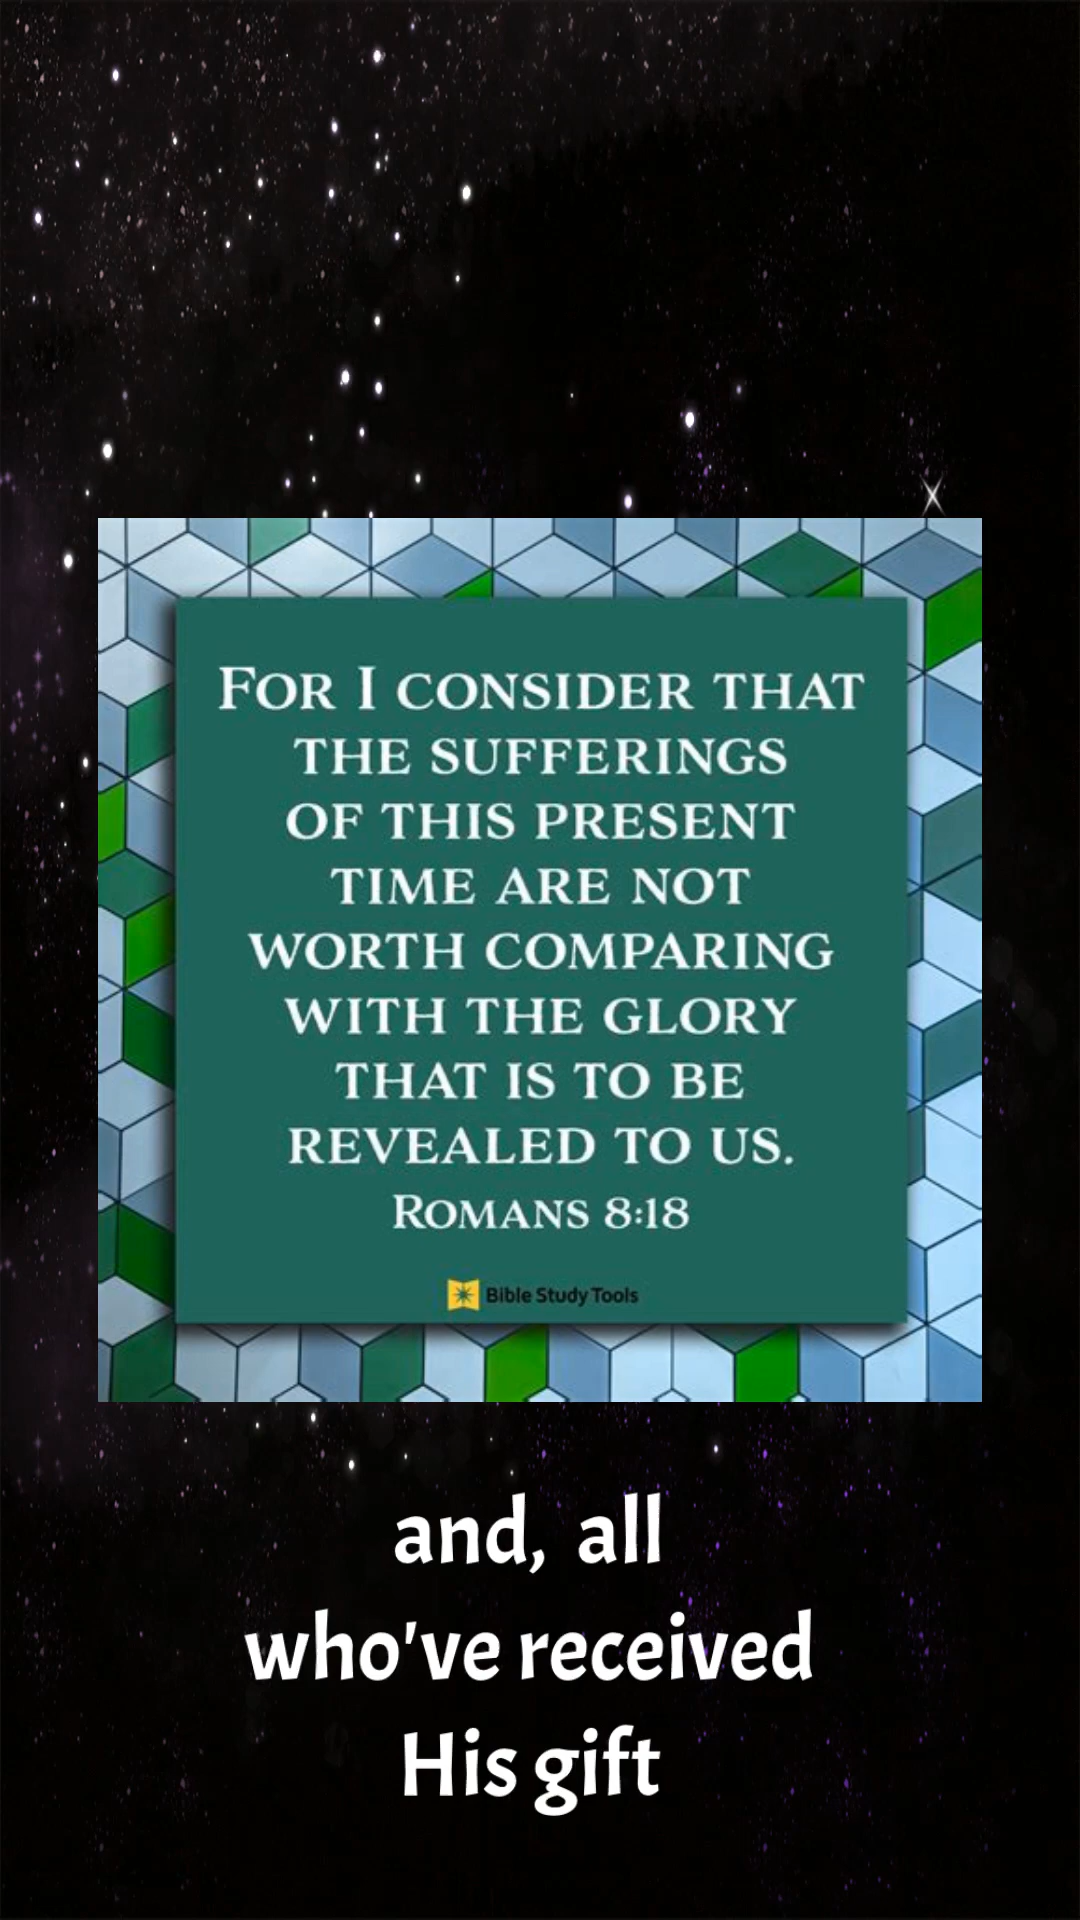 For I consider that
the sufferings
of this present
time are not
worth comparing
with the glory
that is to be
revealed to us.
Romans 8:18
Bible Study Tools
and, all
who've received
His gift